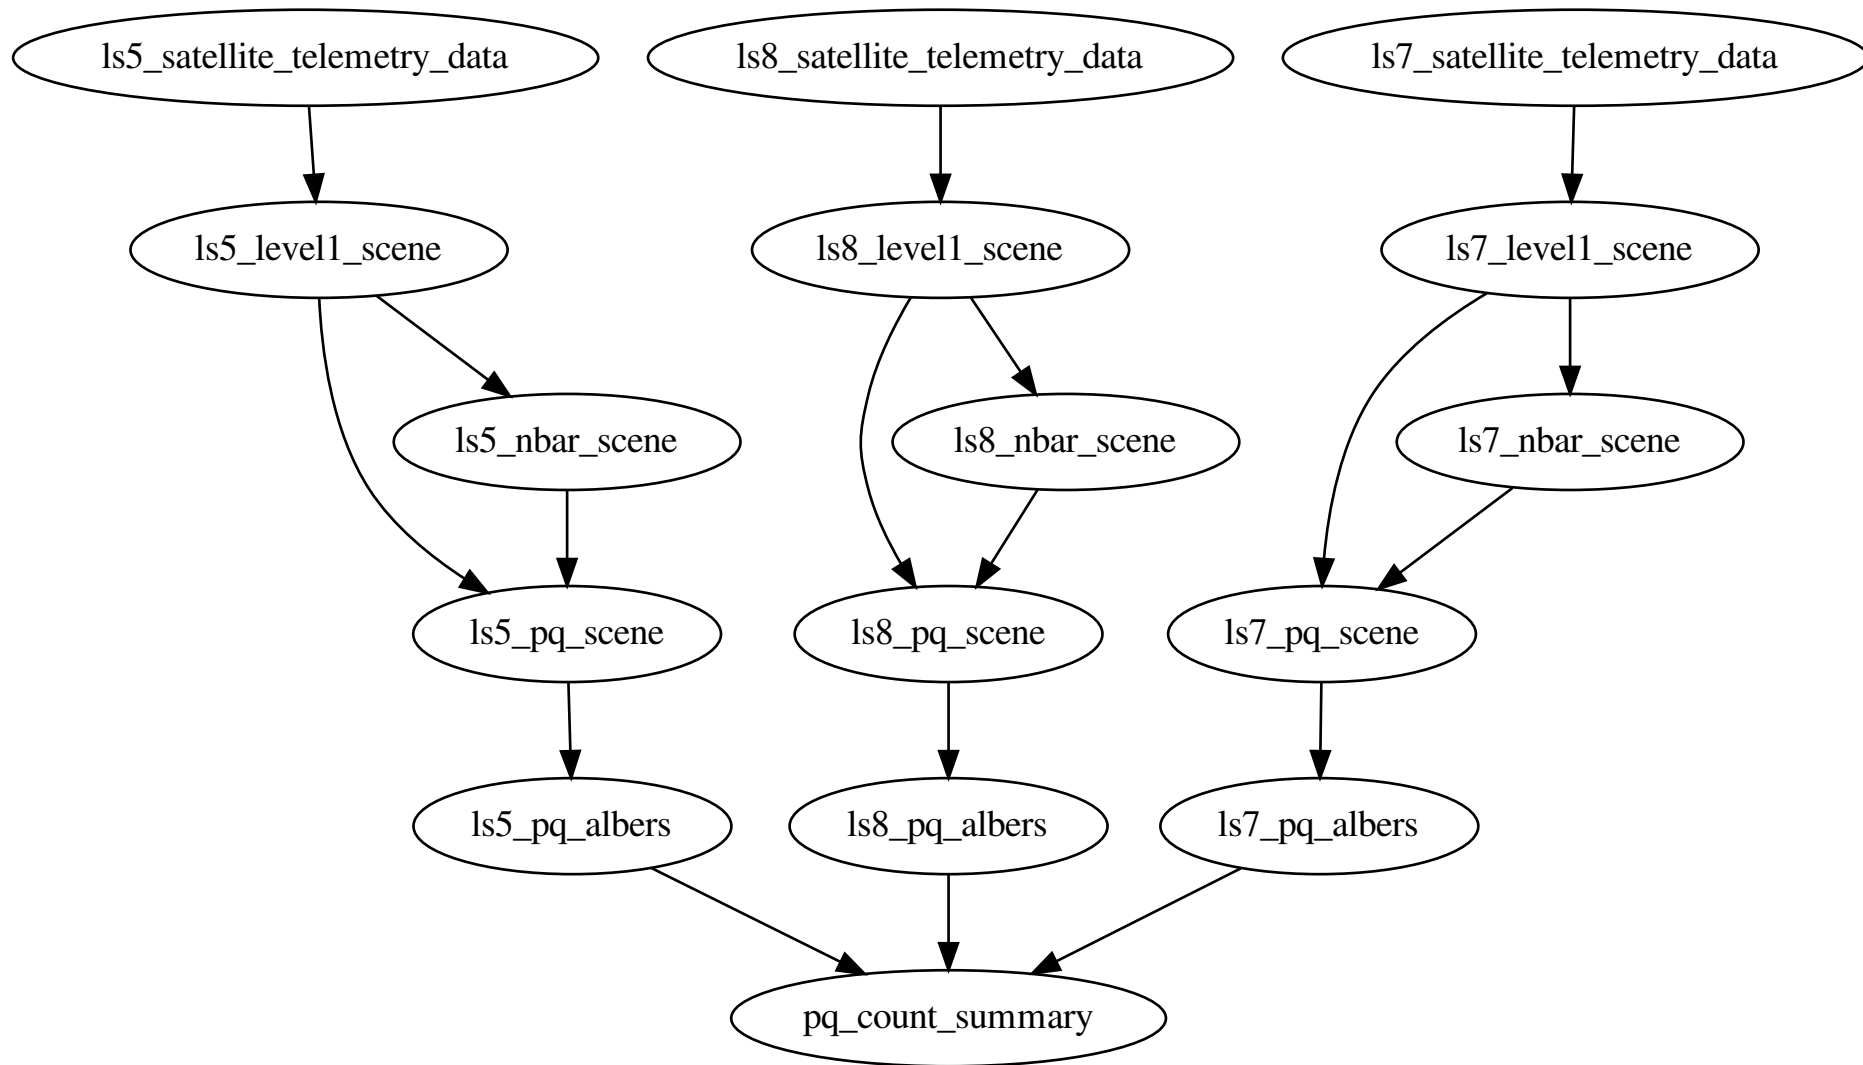 ls5_satellite_telemetry_data
ls8_satellite_telemetry_data
ls7_satellite_telemetry_data
ls5_level1_scene
ls8_level1_scene
ls7_level1_scene
ls5_nbar_scene
ls8_nbar_scene
ls7_nbar_scene
ls5_pq_scene
ls8_pq_scene
ls7_pq_scene
ls5_pq_albers
ls8_pq_albers
ls7_pq_albers
pq_count_summary